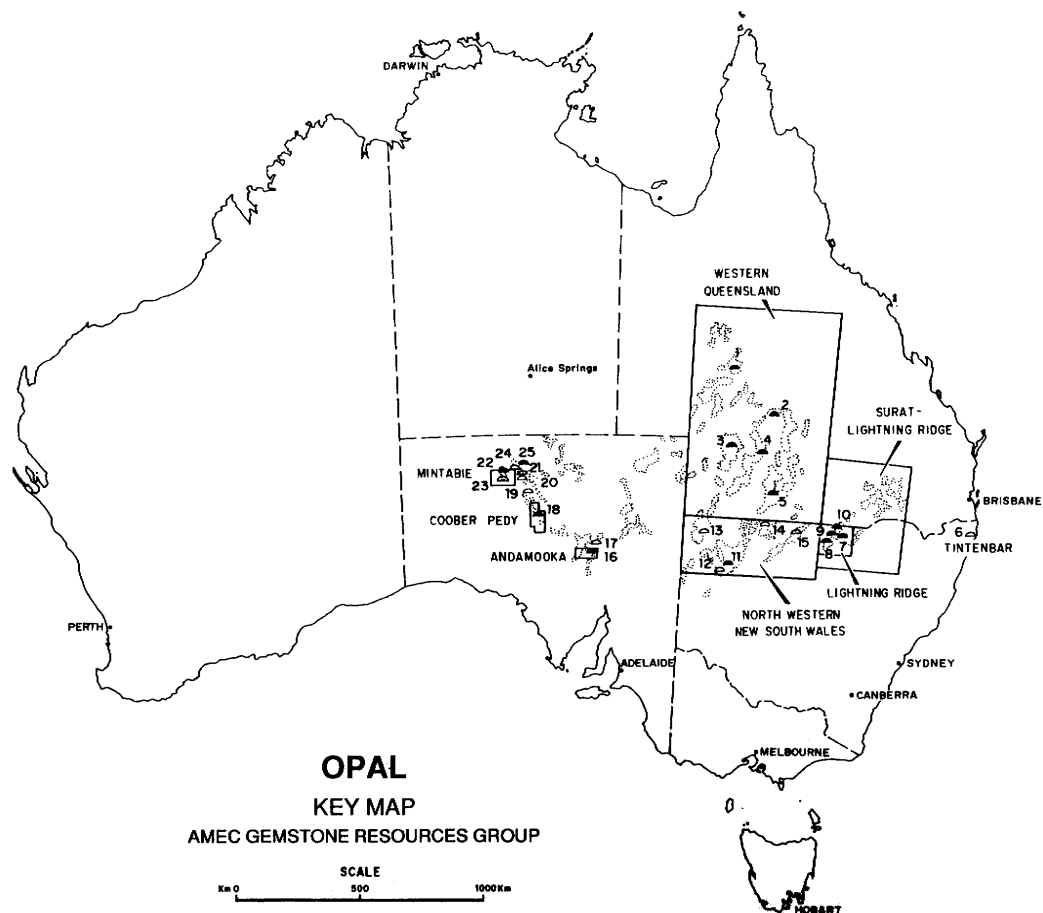 DARWIN
WESTERN
QUEENSLAND
1
Alice Springs
2
SURAT-
LIGHTNING RIDGE
3
4
24
25
22
21
MINTABIE
23
19
20
5
BRISBANE
18
COOBER PEDY
10
13
14
15
9
6
TINTENBAR
8
7
17
ANDAMOOKA
16
12
11
LIGHTNING RIDGE
NORTH WESTERN
NEW SOUTH WALES
PERTH
ADELAIDE
SYDNEY
CANBERRA
MELBOURNE
OPAL
KEY MAP
AMEC GEMSTONE RESOURCES GROUP
SCALE
Km 0
500
1000 Km
HOBART